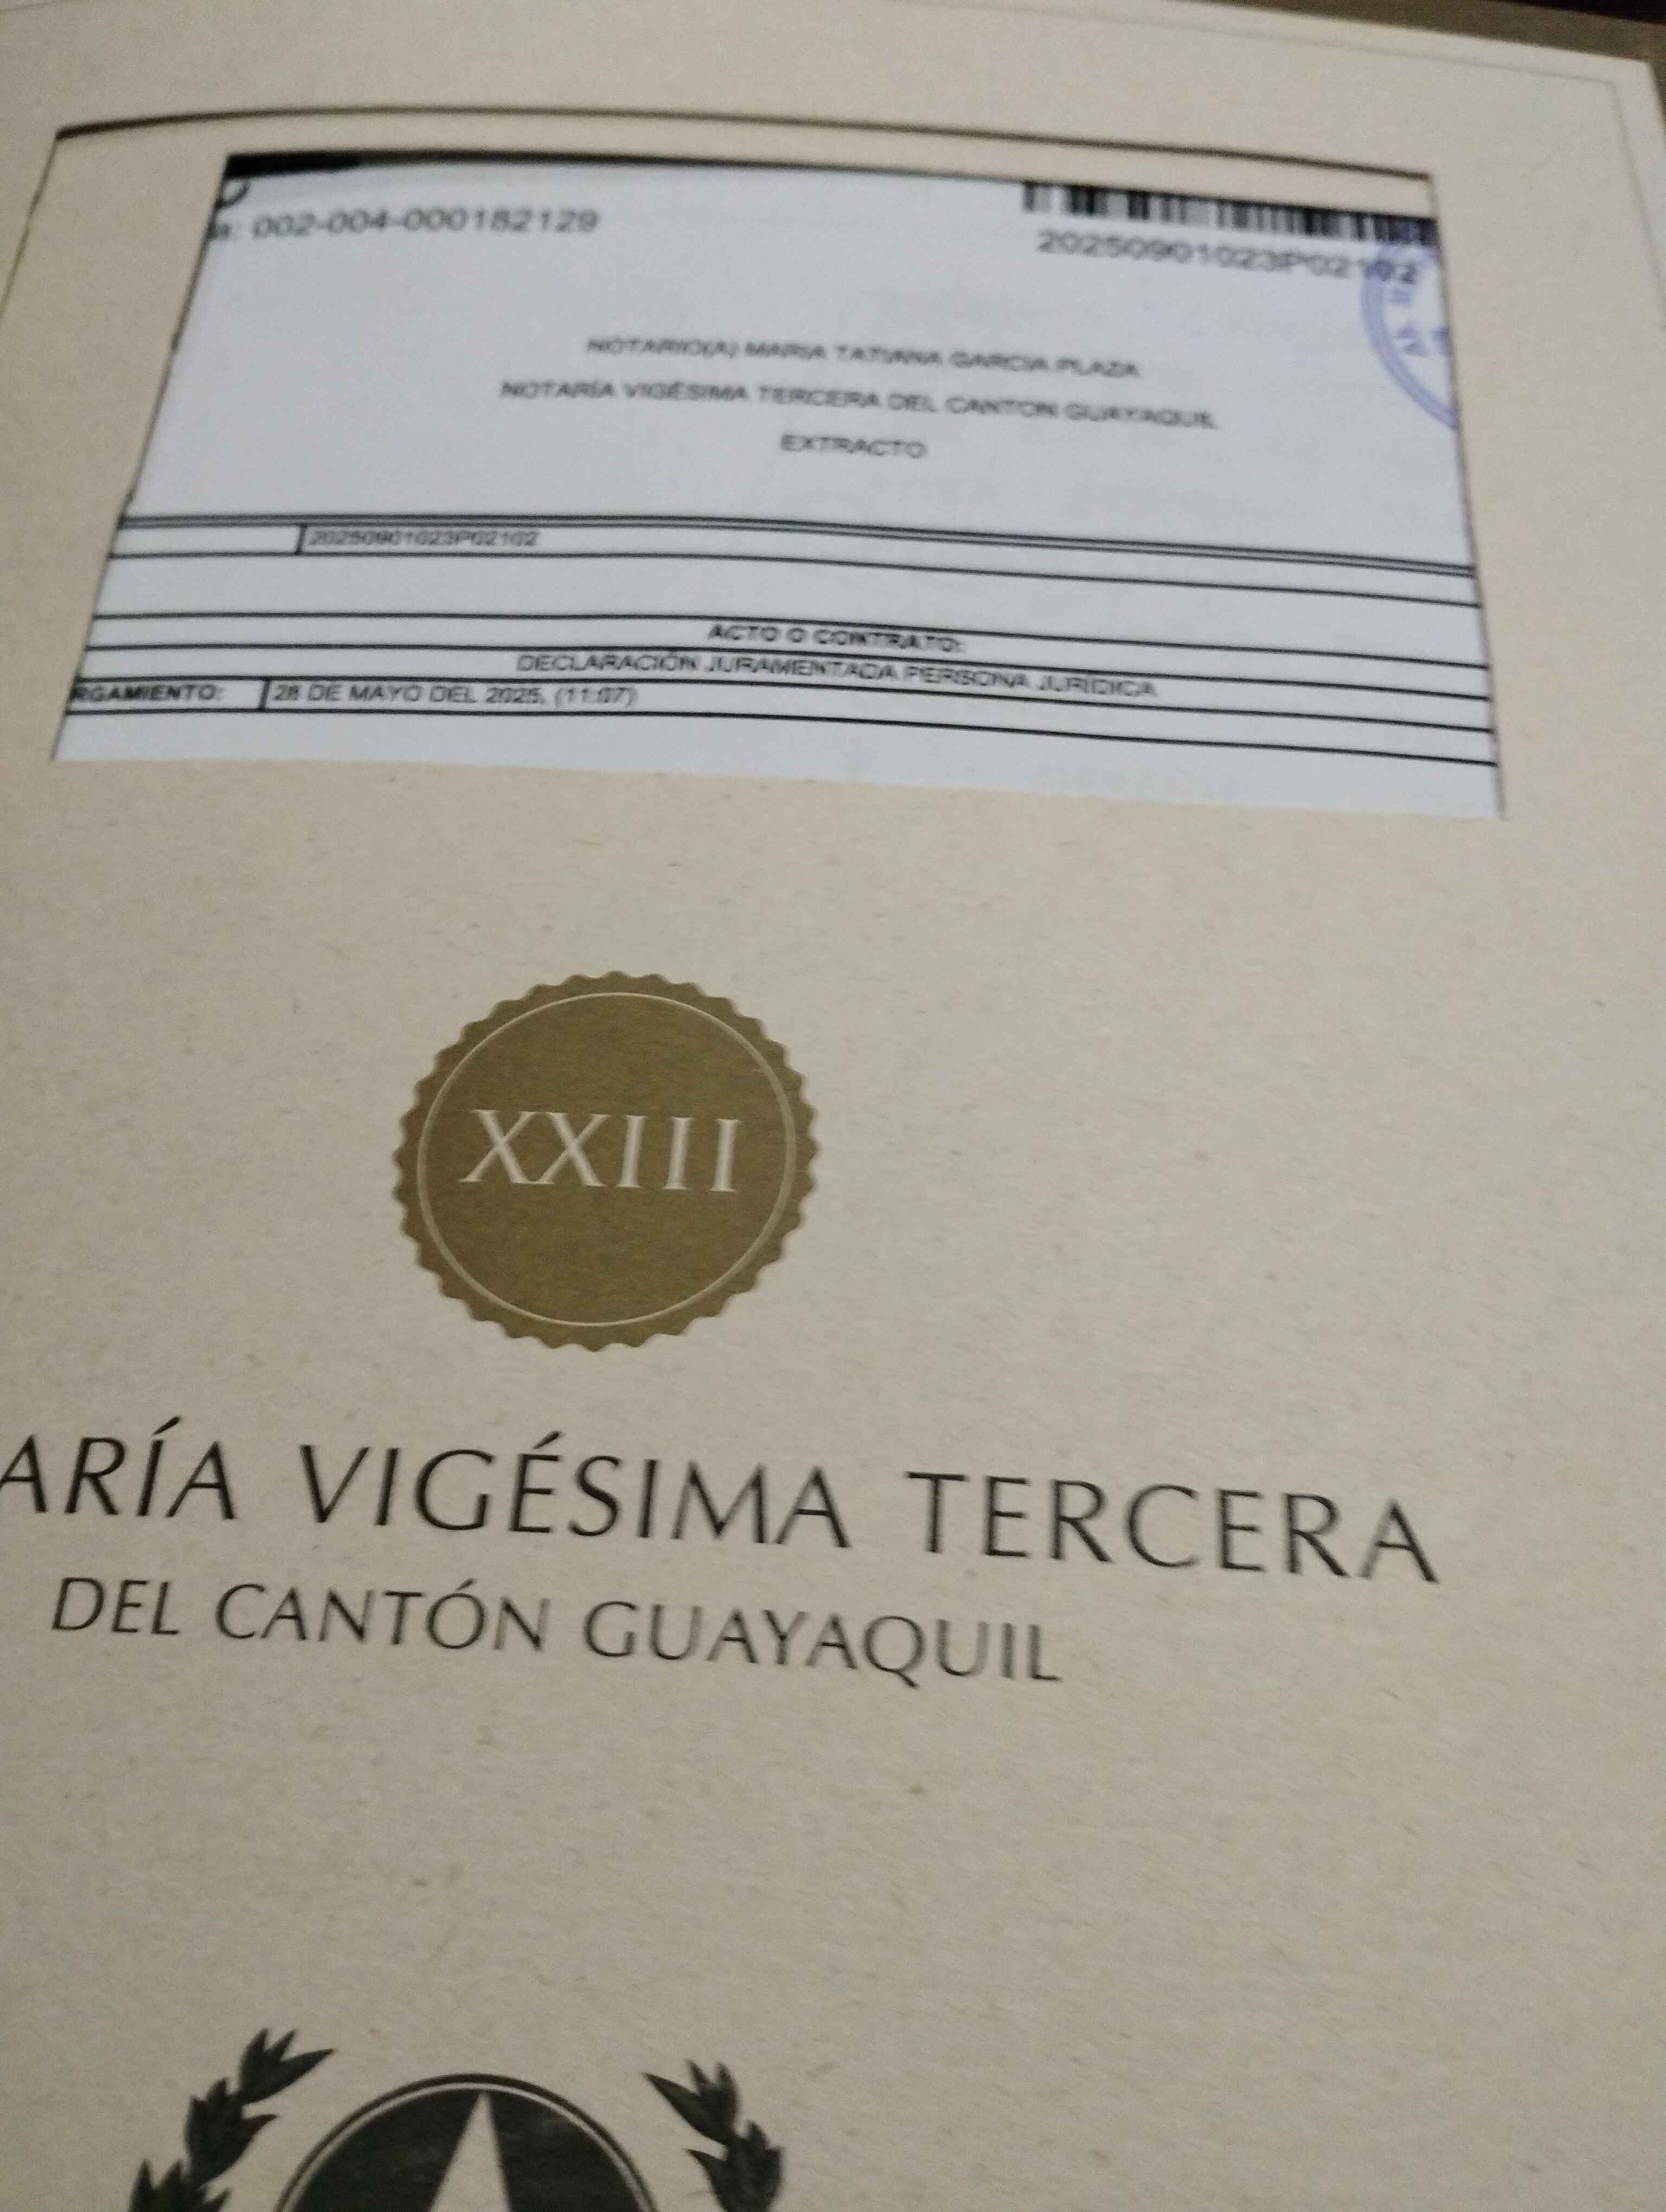 a: 002-004-000182129
20250901023P02102
NOTARIO(A) MARIA TATIANA GARCIA PLAZA
NOTARÍA VIGÉSIMA TERCERA DEL CANTON GUAYAQUIL
EXTRACTO
20250901023P02102
ACTO O CONTRATO:
DECLARACIÓN JURAMENTADA PERSONA JURÍDICA
RGAMIENTO: 28 DE MAYO DEL 2025, (11:07)
XXIII
ARÍA VIGÉSIMA TERCERA
DEL CANTÓN GUAYAQUIL